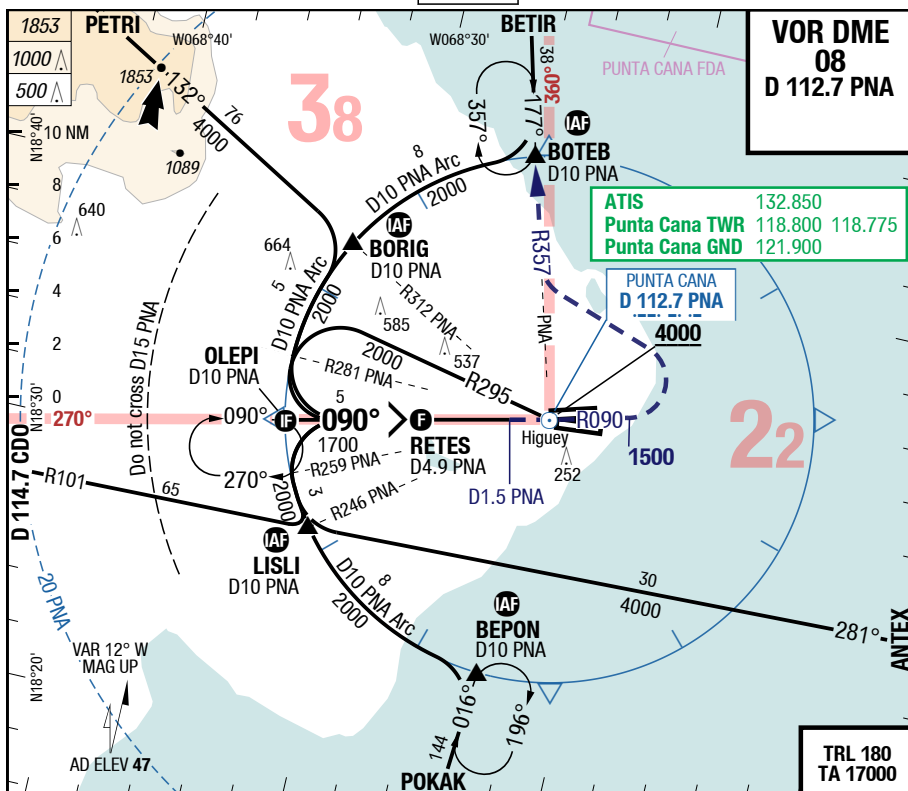 1853
1000
500
PETRI
W068°40'
W068°30'
BETIR
PUNTA CANA FDA
VOR DME
08
D 112.7 PNA
1853
132°
4000
76
38
1089
N18°40'
10 NM
8
6
4
2
0
640
664
585
537
252
38
360°
177°
357°
IAF
BOTEB
D10 PNA
8
D10 PNA Arc
2000
IAF
BORIG
D10 PNA
5
D10 PNA Arc
2000
R312 PNA
R357
PNA
ATIS 132.850
Punta Cana TWR 118.800 118.775
Punta Cana GND 121.900
PUNTA CANA
D 112.7 PNA
4000
Do not cross D15 PNA
OLEPI
D10 PNA
R281 PNA
2000
R295
N18°30'
270°
090°
IF
5
090°
1700
F
RETES
D4.9 PNA
Higuey
R090
1500
D1.5 PNA
22
270°
R259 PNA
2000
3
R246 PNA
D 114.7 CDO
R101
65
IAF
LISLI
D10 PNA
8
D10 PNA Arc
2000
30
4000
281°
ANTEX
20 PNA
IAF
BEPON
D10 PNA
016°
196°
144
POKAK
N18°20'
VAR 12° W
MAG UP
AD ELEV 47
TRL 180
TA 17000